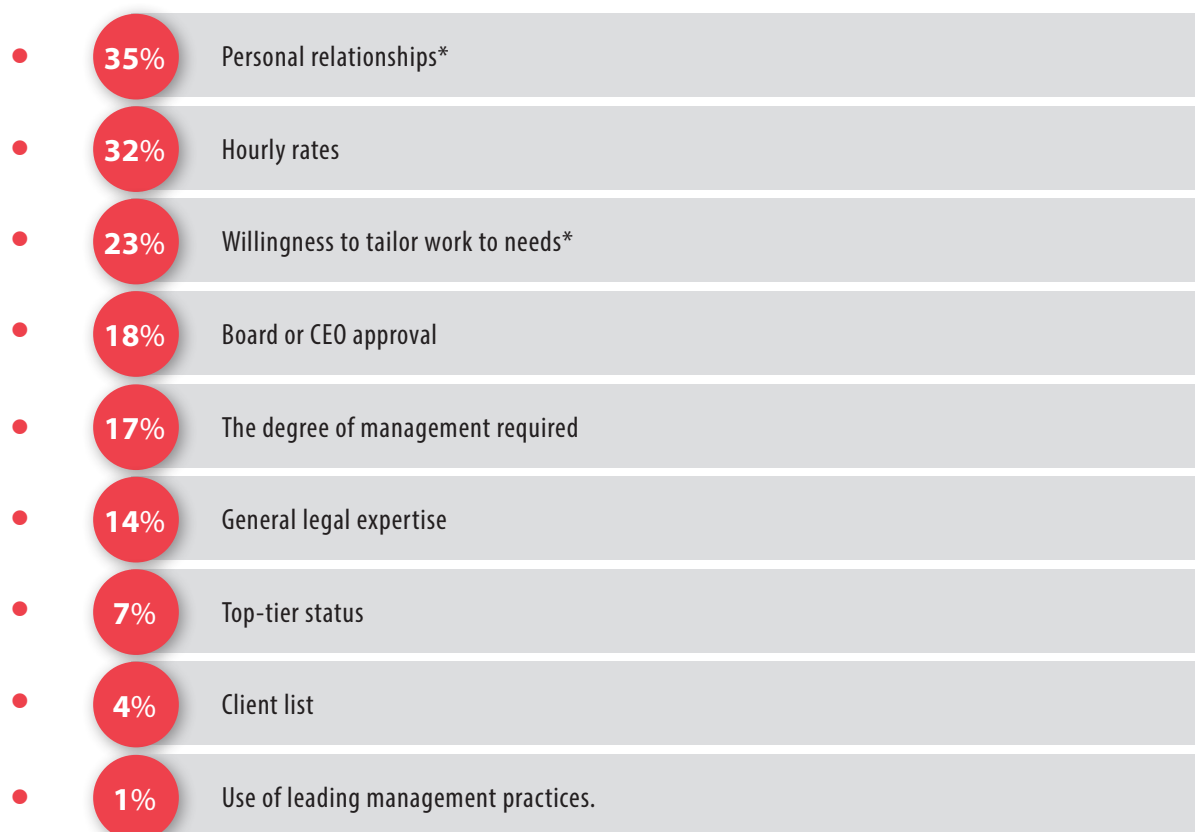 35% Personal relationships*
32% Hourly rates
23% Willingness to tailor work to needs*
18% Board or CEO approval
17% The degree of management required
14% General legal expertise
7% Top-tier status
4% Client list
1% Use of leading management practices.